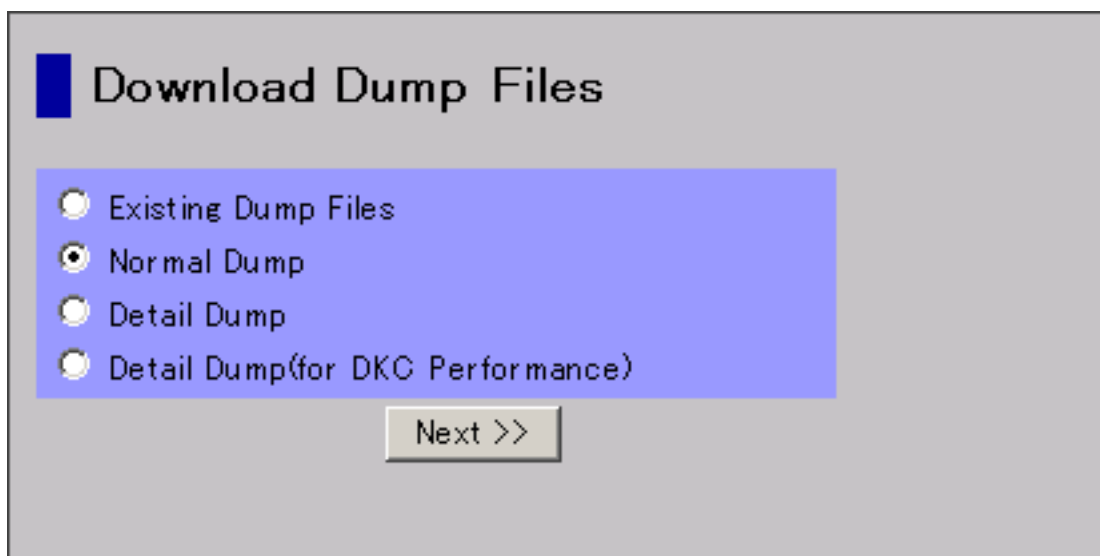 Download Dump Files
Existing Dump Files
Normal Dump
Detail Dump
Detail Dump(for DKC Performance)
Next >>